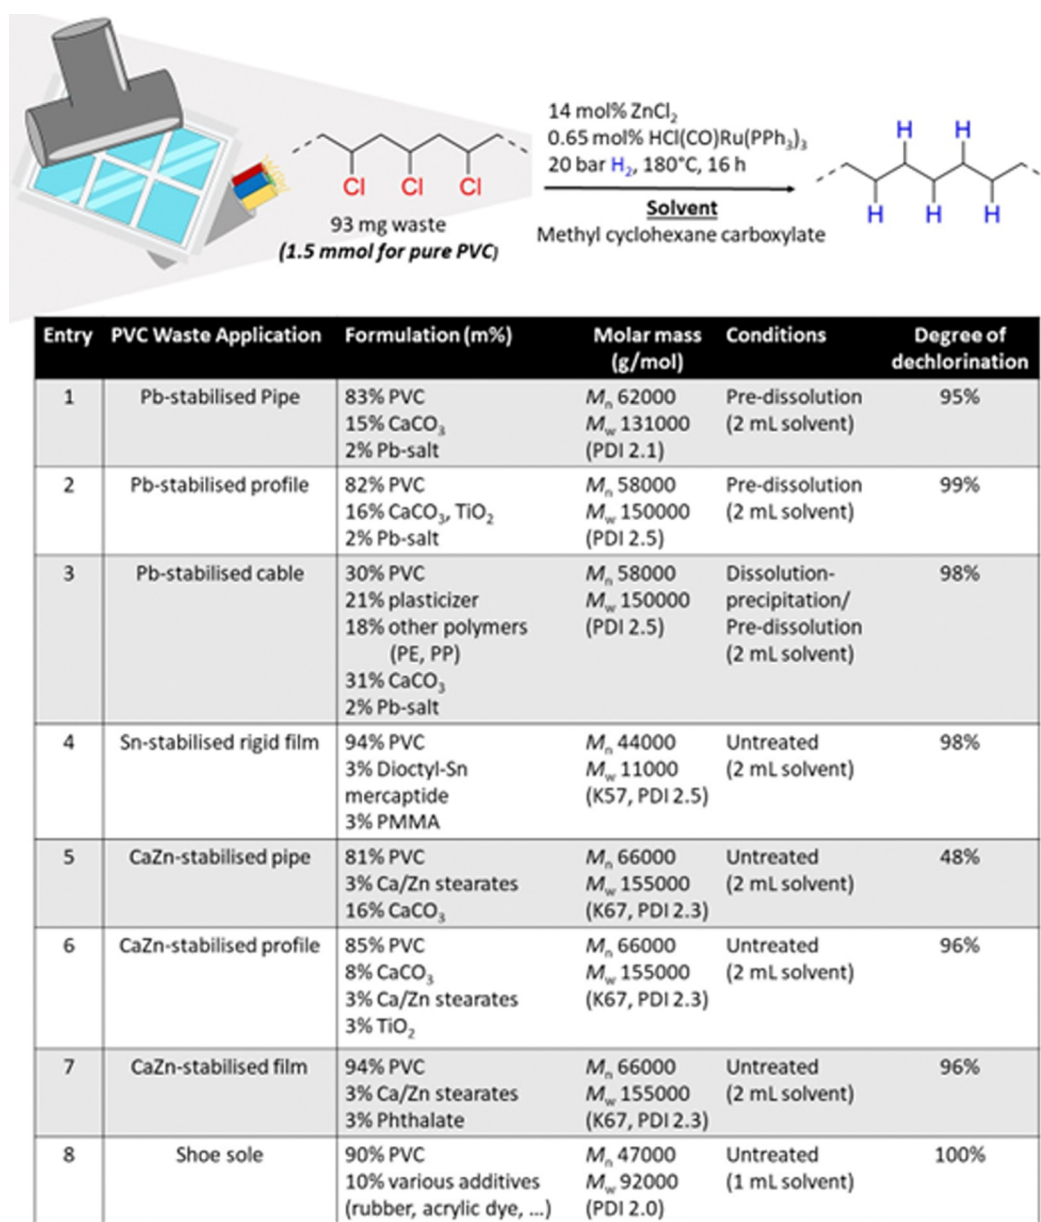 14 mol% ZnCl₂
0.65 mol% HCl(CO)Ru(PPh₃)₃
20 bar H₂, 180°C, 16 h
Solvent
Methyl cyclohexane carboxylate
Cl Cl Cl
93 mg waste
(1.5 mmol for pure PVC)
H H
H H H
Entry PVC Waste Application Formulation (m%) Molar mass (g/mol) Conditions Degree of dechlorination
1 Pb-stabilised Pipe 83% PVC Mn 62000 Pre-dissolution 95%
15% CaCO₃ Mw 131000 (2 mL solvent)
2% Pb-salt (PDI 2.1)
2 Pb-stabilised profile 82% PVC Mn 58000 Pre-dissolution 99%
16% CaCO₃, TiO₂ Mw 150000 (2 mL solvent)
2% Pb-salt (PDI 2.5)
3 Pb-stabilised cable 30% PVC Mn 58000 Dissolution- 98%
21% plasticizer Mw 150000 precipitation/
18% other polymers (PDI 2.5) Pre-dissolution
(PE, PP) (2 mL solvent)
31% CaCO₃
2% Pb-salt
4 Sn-stabilised rigid film 94% PVC Mn 44000 Untreated 98%
3% Dioctyl-Sn Mw 11000 (2 mL solvent)
mercaptide (K57, PDI 2.5)
3% PMMA
5 CaZn-stabilised pipe 81% PVC Mn 66000 Untreated 48%
3% Ca/Zn stearates Mw 155000 (2 mL solvent)
16% CaCO₃ (K67, PDI 2.3)
6 CaZn-stabilised profile 85% PVC Mn 66000 Untreated 96%
8% CaCO₃ Mw 155000 (2 mL solvent)
3% Ca/Zn stearates (K67, PDI 2.3)
3% TiO₂
7 CaZn-stabilised film 94% PVC Mn 66000 Untreated 96%
3% Ca/Zn stearates Mw 155000 (2 mL solvent)
3% Phthalate (K67, PDI 2.3)
8 Shoe sole 90% PVC Mn 47000 Untreated 100%
10% various additives Mw 92000 (1 mL solvent)
(rubber, acrylic dye, ...) (PDI 2.0)